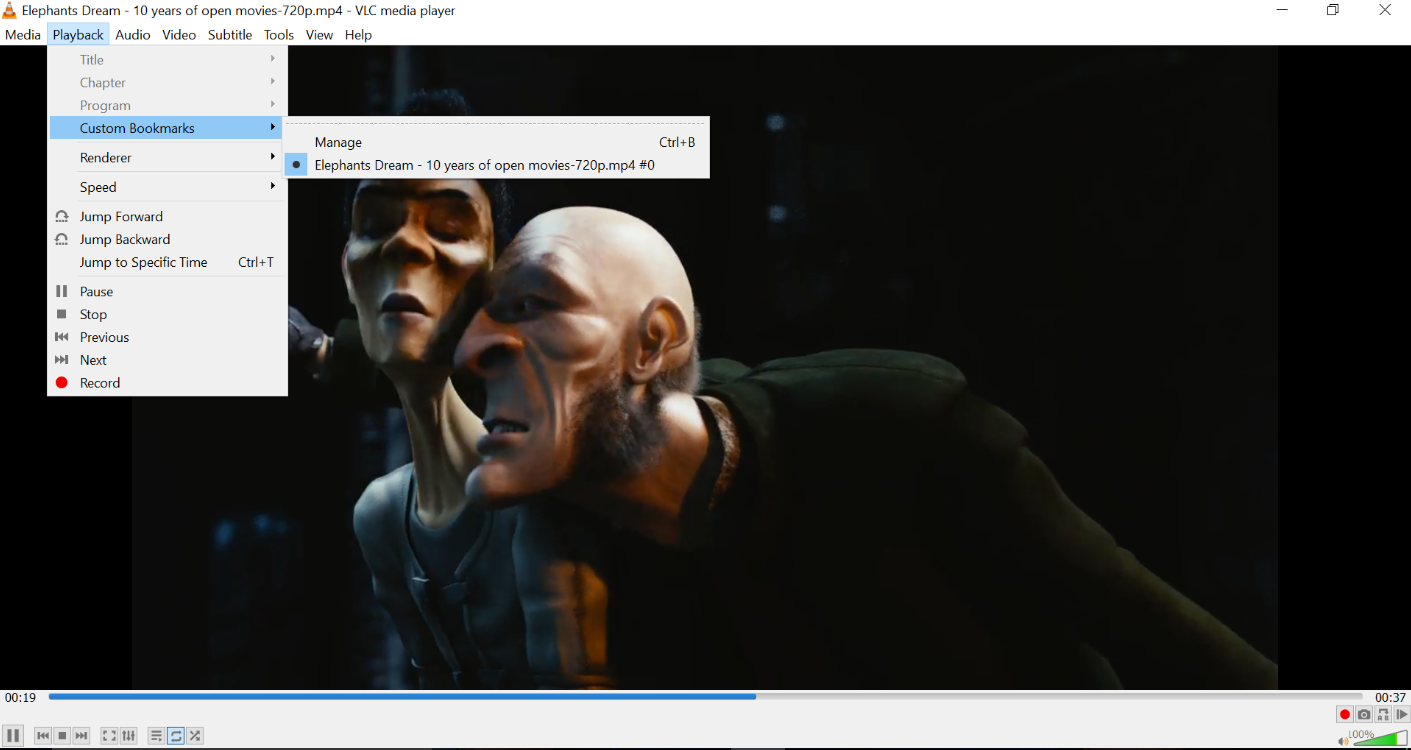 Elephants Dream - 10 years of open movies-720p.mp4 - VLC media player
Media Playback Audio Video Subtitle Tools View Help
Title
Chapter
Program
Custom Bookmarks
Manage Ctrl+B
Elephants Dream - 10 years of open movies-720p.mp4 #0
Renderer
Speed
Jump Forward
Jump Backward
Jump to Specific Time Ctrl+T
Pause
Stop
Previous
Next
Record
00:19 00:37
100%